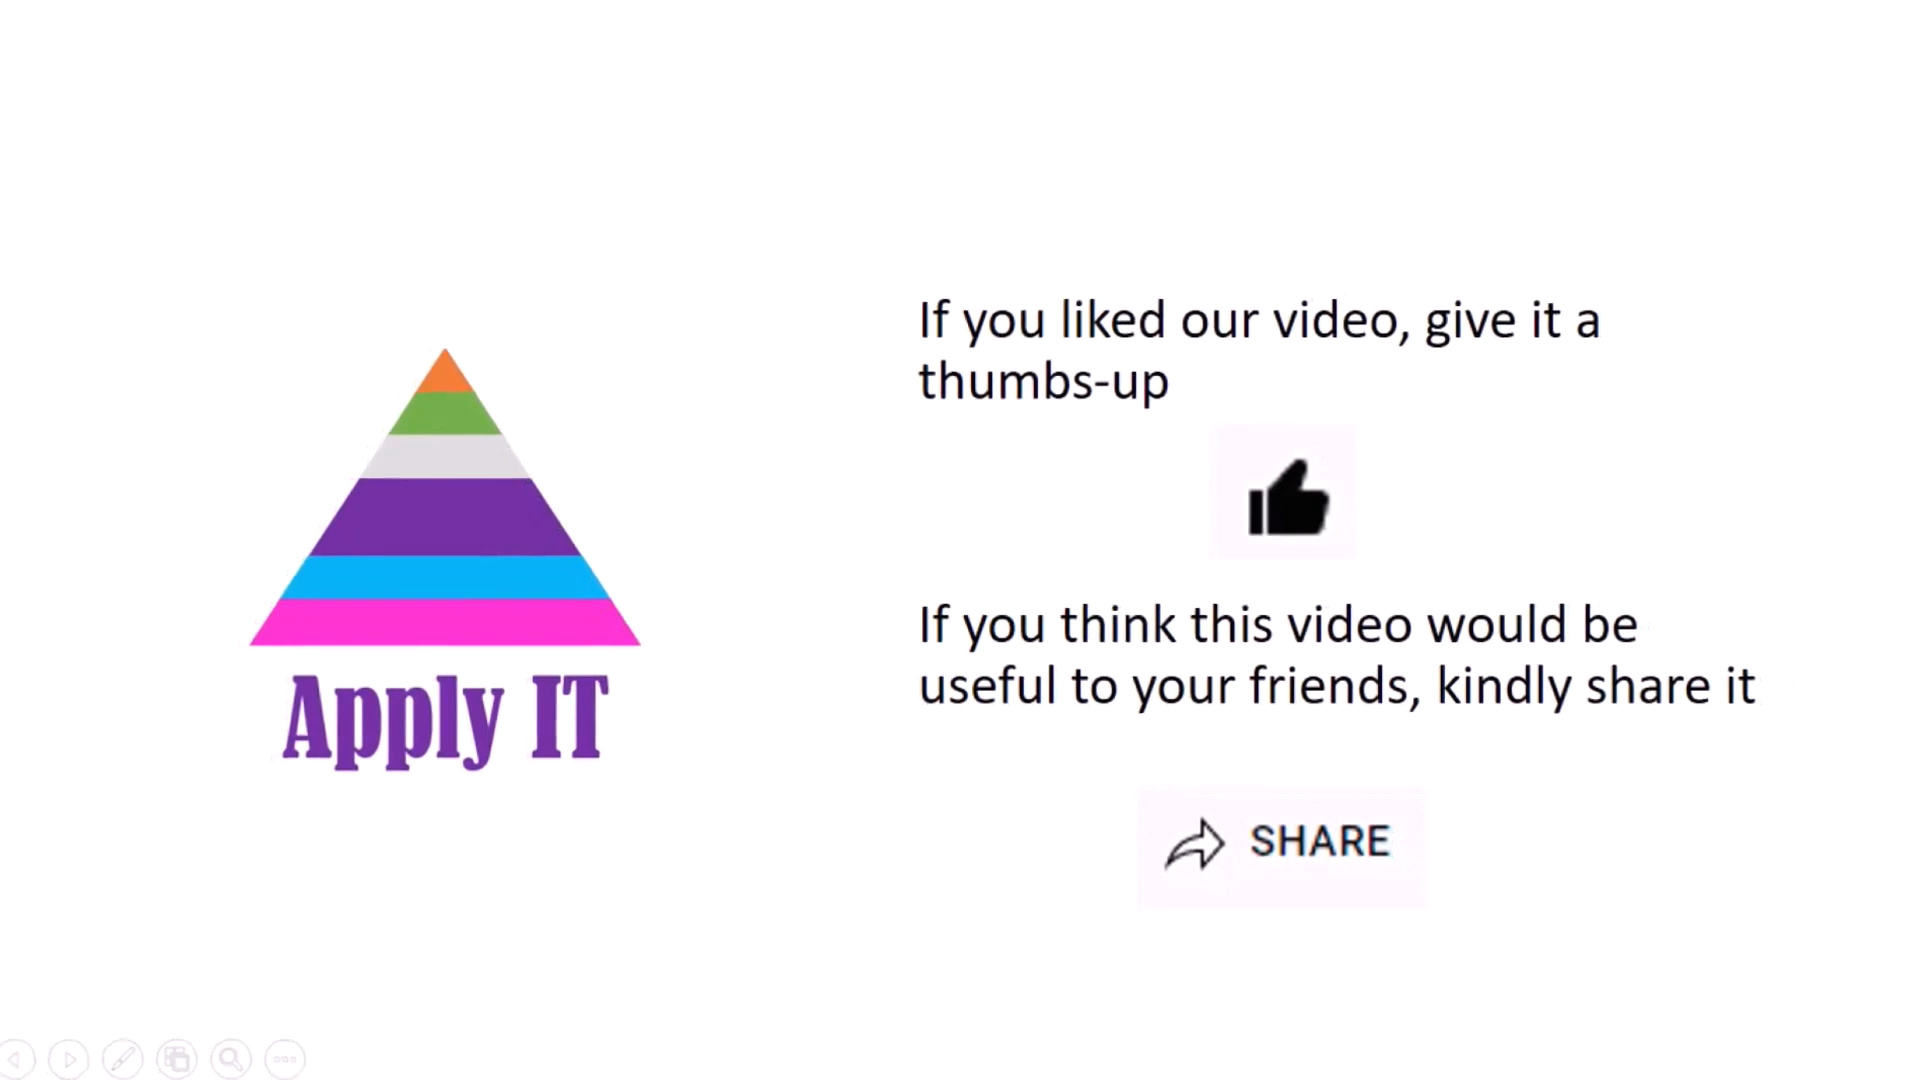 If you liked our video, give it a
thumbs-up
If you think this video would be
useful to your friends, kindly share it
SHARE
Apply IT